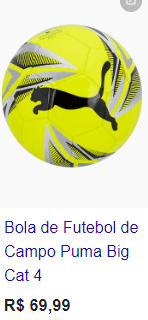 Bola de Futebol de
Campo Puma Big
Cat 4
R$ 69,99